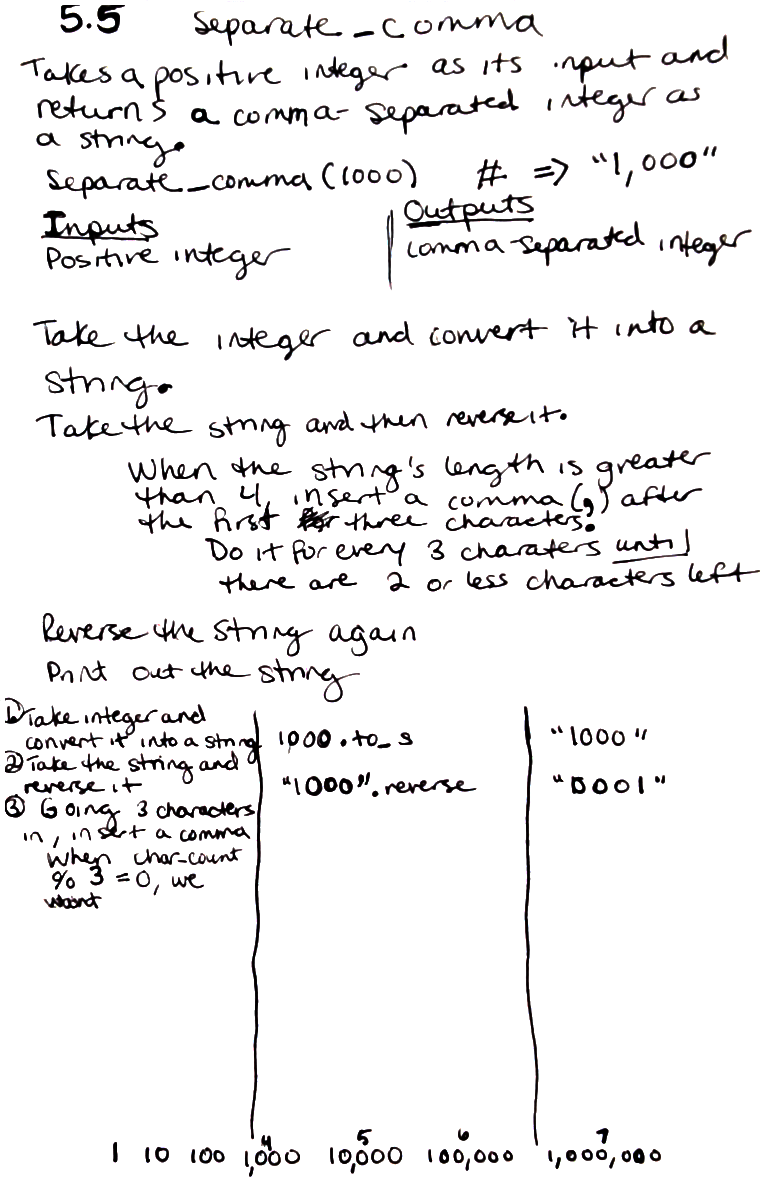 5.5 Separate_comma
Takes a positive integer as its input and
returns a comma-separated integer as
a string.
Separate_comma (1000) # => "1,000"
Inputs
Positive integer
Outputs
comma-separated integer
Take the integer and convert it into a
string.
Take the string and then reverse it.
When the string's length is greater
than 4, insert a comma (,) after
the first three characters.
Do it for every 3 charaters until
there are 2 or less characters left
Reverse the string again
Print out the string
① Take integer and
convert it into a string
1000.to_s
"1000"
② Take the string and
reverse it
"1000".reverse
"0001"
③ Going 3 characters
in, insert a comma
when char-count
% 3 = 0, we
want
4 5 6 7
1 10 100 1,000 10,000 100,000 1,000,000